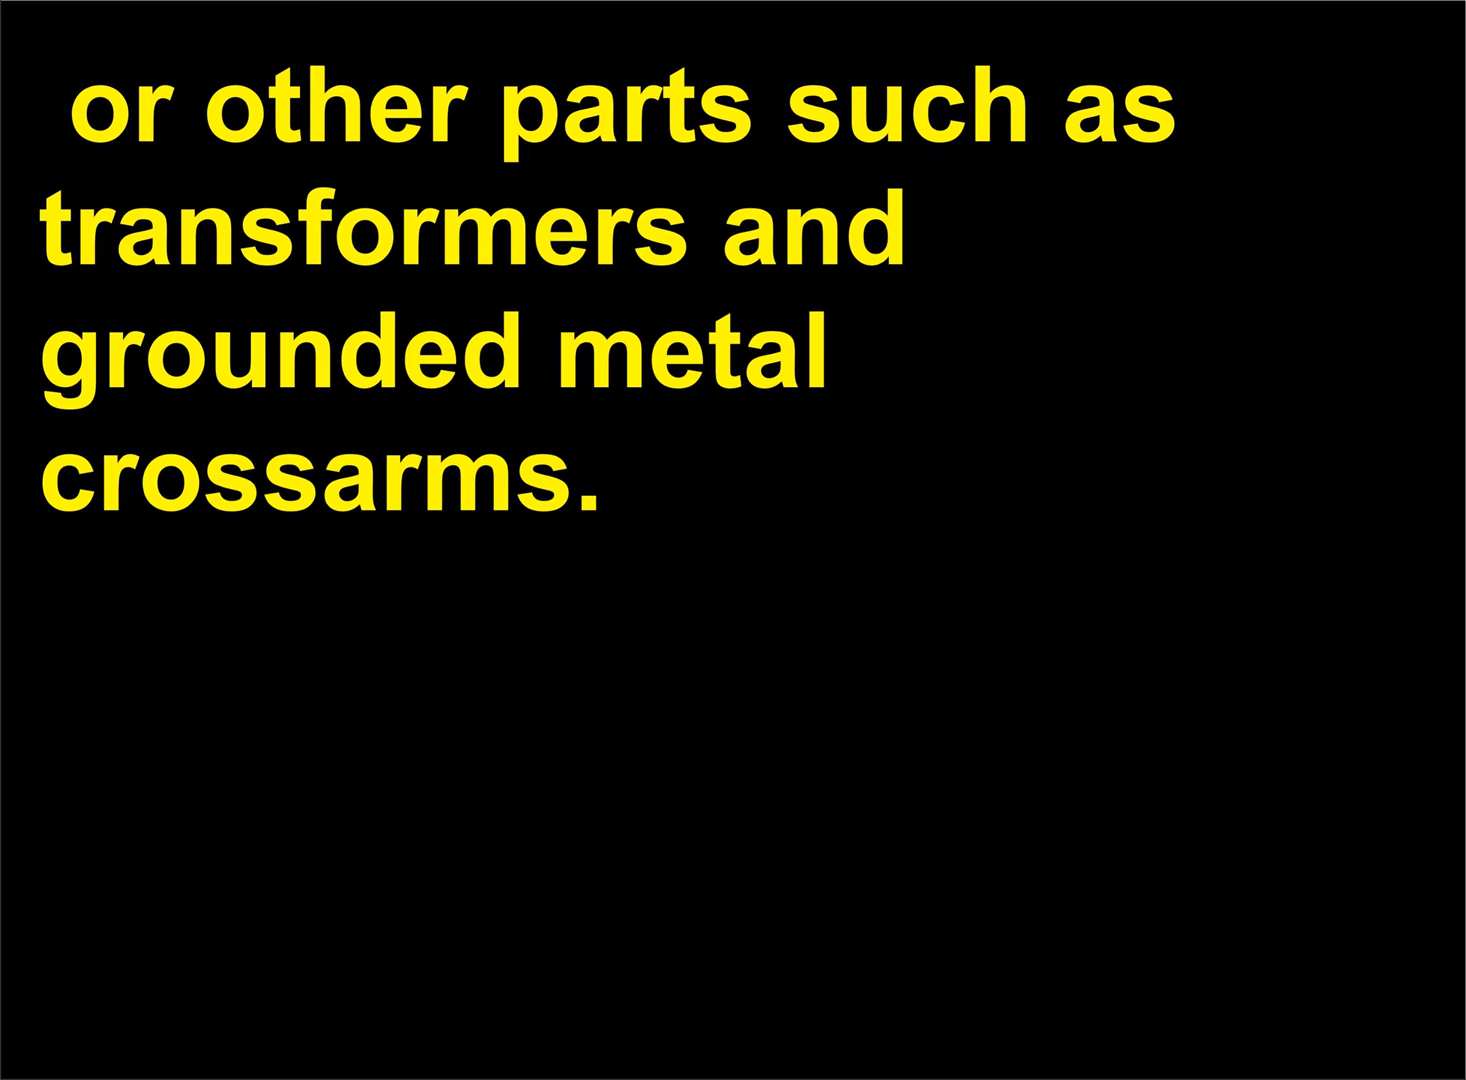 or other parts such as
transformers and
grounded metal
crossarms.